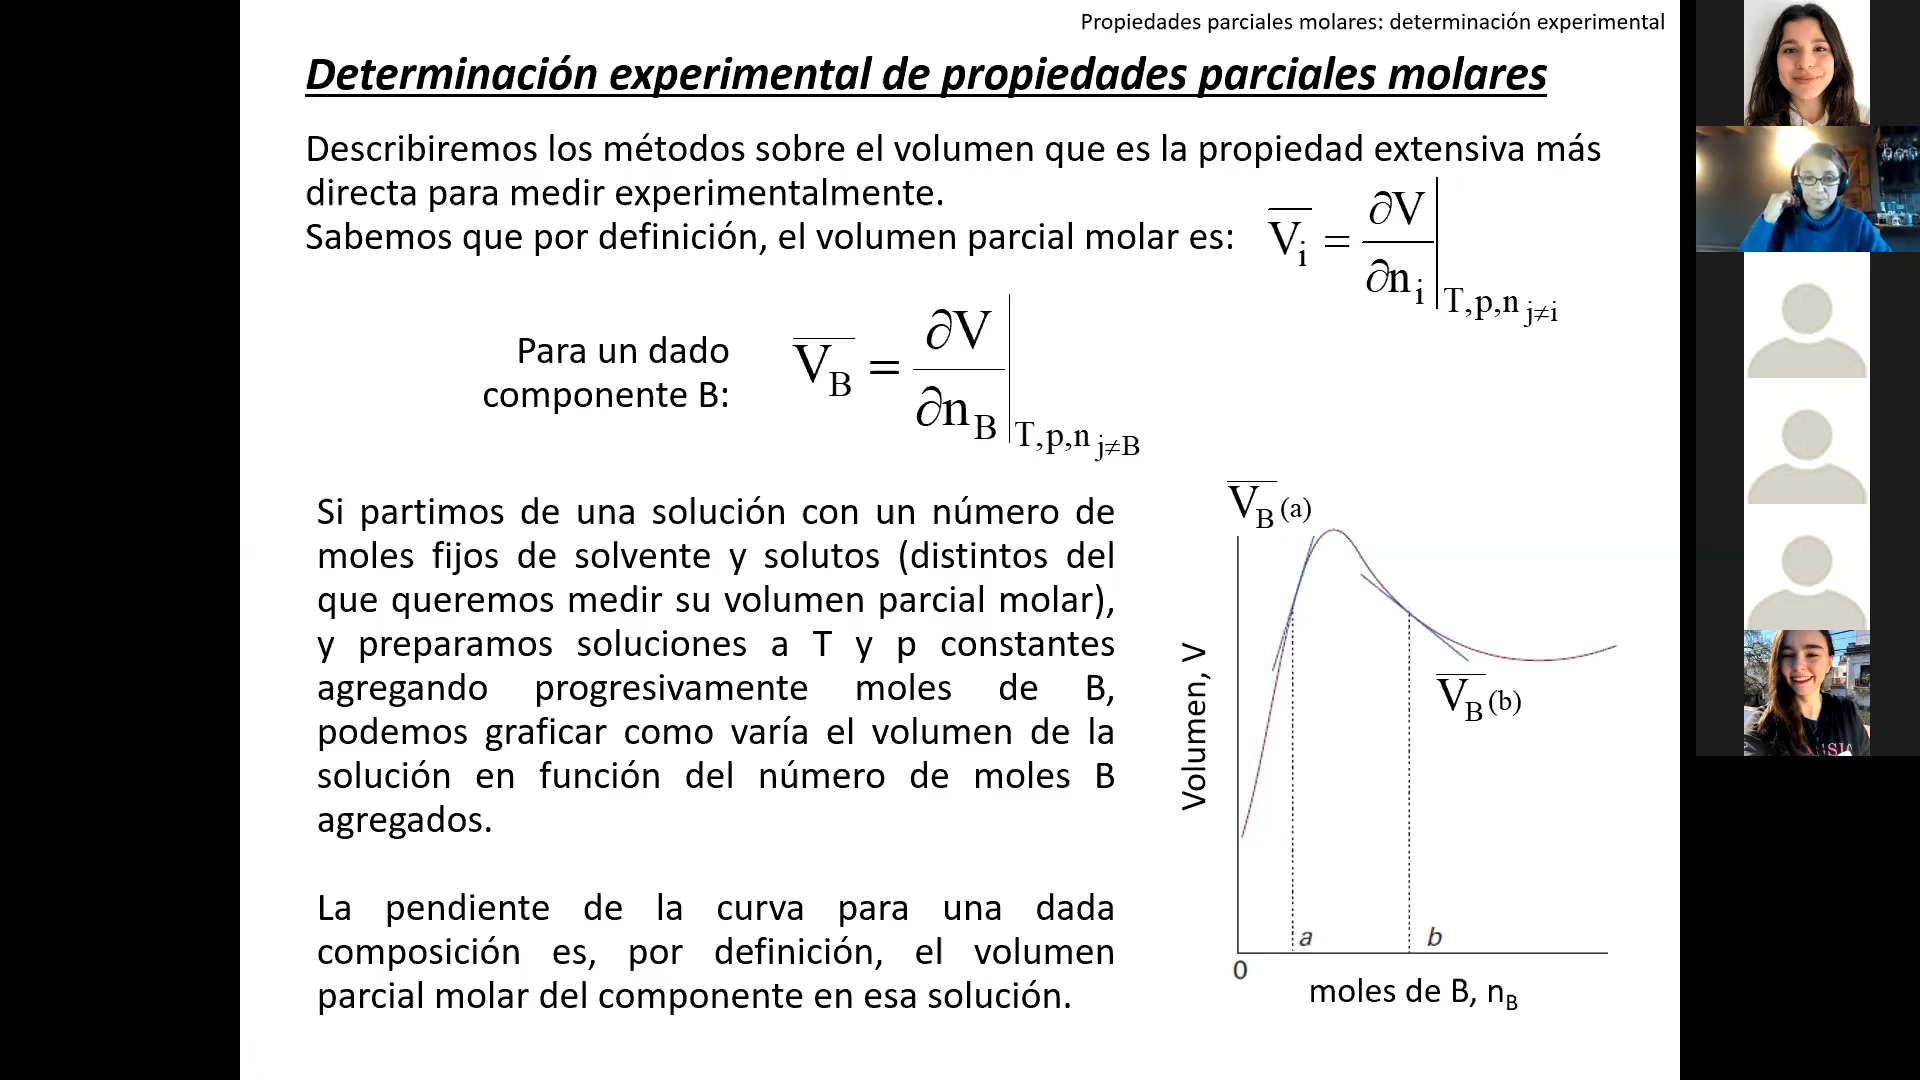 Propiedades parciales molares: determinación experimental
Determinación experimental de propiedades parciales molares
Describiremos los métodos sobre el volumen que es la propiedad extensiva más
directa para medir experimentalmente.
Sabemos que por definición, el volumen parcial molar es:
V̅i = ∂V/∂ni |T,p,n j≠i
Para un dado
componente B:
V̅B = ∂V/∂nB |T,p,n j≠B
Si partimos de una solución con un número de
moles fijos de solvente y solutos (distintos del
que queremos medir su volumen parcial molar),
y preparamos soluciones a T y p constantes
agregando progresivamente moles de B,
podemos graficar como varía el volumen de la
solución en función del número de moles B
agregados.
La pendiente de la curva para una dada
composición es, por definición, el volumen
parcial molar del componente en esa solución.
V̅B (a)
V̅B (b)
Volumen, V
a
b
0
moles de B, nB